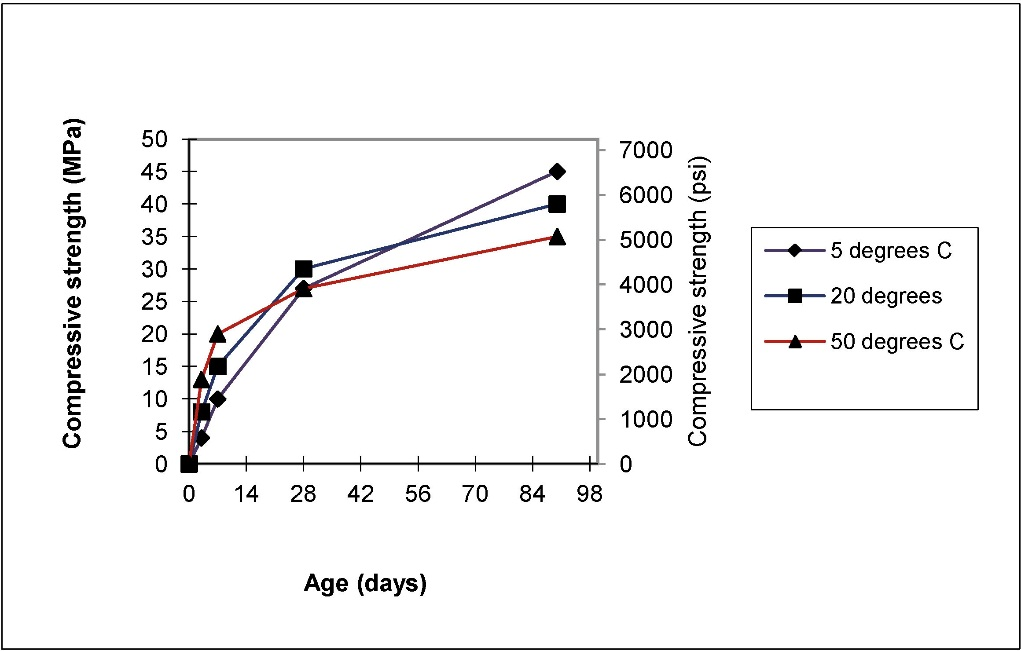 Compressive strength (MPa)
50
45
40
35
30
25
20
15
10
5
0
0 14 28 42 56 70 84 98
Age (days)
7000
6000
5000
4000
3000
2000
1000
0
Compressive strength (psi)
5 degrees C
20 degrees
50 degrees C